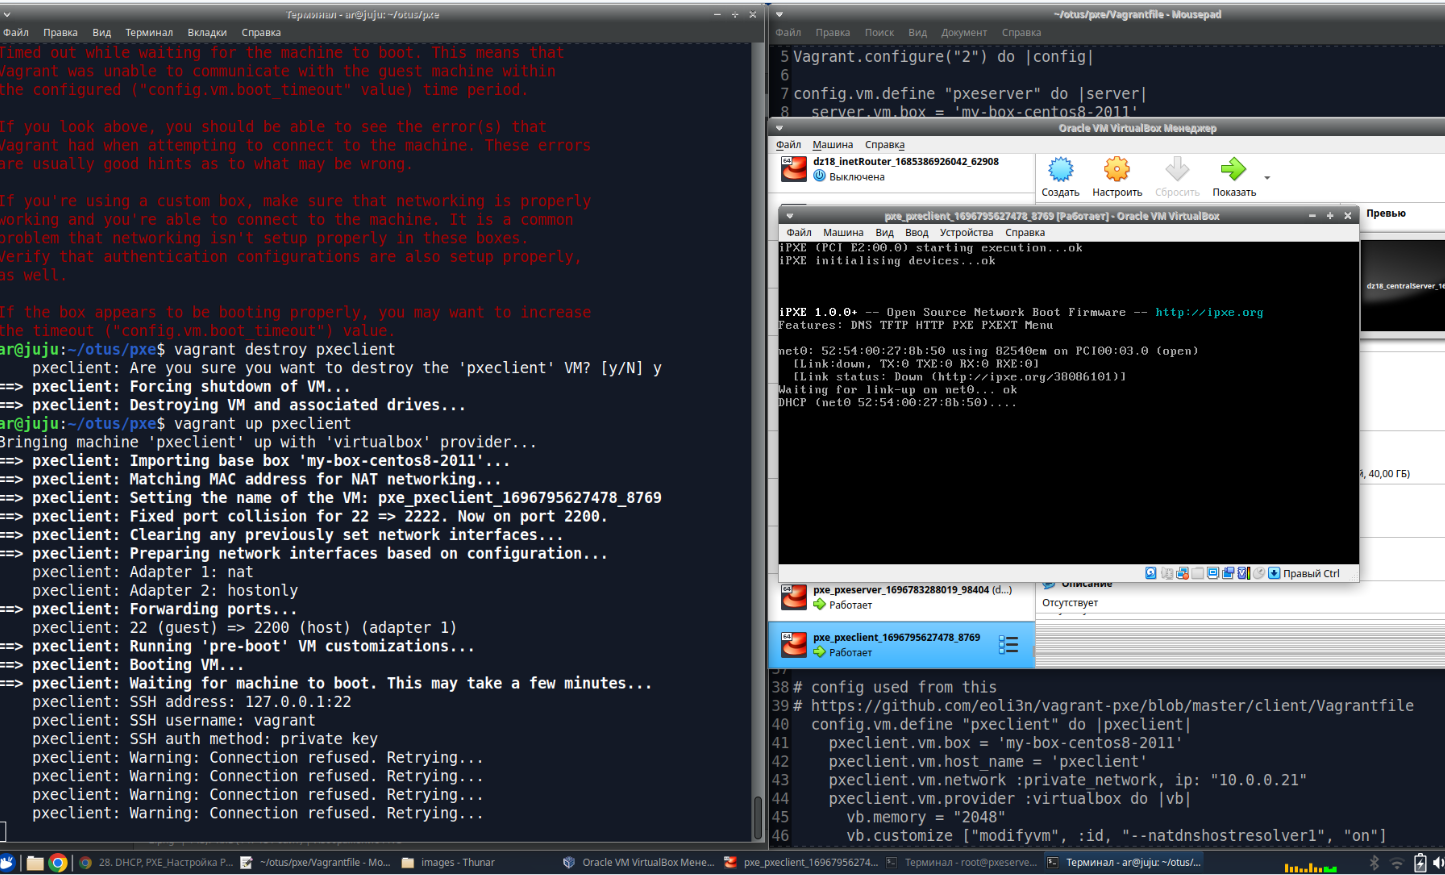 Терминал - ar@juju: ~/otus/pxe
Файл Правка Вид Терминал Вкладки Справка
Timed out while waiting for the machine to boot. This means that
Vagrant was unable to communicate with the guest machine within
the configured ("config.vm.boot_timeout" value) time period.
If you look above, you should be able to see the error(s) that
Vagrant had when attempting to connect to the machine. These errors
are usually good hints as to what may be wrong.
If you're using a custom box, make sure that networking is properly
working and you're able to connect to the machine. It is a common
problem that networking isn't setup properly in these boxes.
Verify that authentication configurations are also setup properly,
as well.
If the box appears to be booting properly, you may want to increase
the timeout ("config.vm.boot_timeout") value.
ar@juju:~/otus/pxe$ vagrant destroy pxeclient
pxeclient: Are you sure you want to destroy the 'pxeclient' VM? [y/N] y
==> pxeclient: Forcing shutdown of VM...
==> pxeclient: Destroying VM and associated drives...
ar@juju:~/otus/pxe$ vagrant up pxeclient
Bringing machine 'pxeclient' up with 'virtualbox' provider...
==> pxeclient: Importing base box 'my-box-centos8-2011'...
==> pxeclient: Matching MAC address for NAT networking...
==> pxeclient: Setting the name of the VM: pxe_pxeclient_1696795627478_8769
==> pxeclient: Fixed port collision for 22 => 2222. Now on port 2200.
==> pxeclient: Clearing any previously set network interfaces...
==> pxeclient: Preparing network interfaces based on configuration...
pxeclient: Adapter 1: nat
pxeclient: Adapter 2: hostonly
==> pxeclient: Forwarding ports...
pxeclient: 22 (guest) => 2200 (host) (adapter 1)
==> pxeclient: Running 'pre-boot' VM customizations...
==> pxeclient: Booting VM...
==> pxeclient: Waiting for machine to boot. This may take a few minutes...
pxeclient: SSH address: 127.0.0.1:22
pxeclient: SSH username: vagrant
pxeclient: SSH auth method: private key
pxeclient: Warning: Connection refused. Retrying...
pxeclient: Warning: Connection refused. Retrying...
pxeclient: Warning: Connection refused. Retrying...
pxeclient: Warning: Connection refused. Retrying...
~/otus/pxe/Vagrantfile - Mousepad
Файл Правка Поиск Вид Документ Справка
5 Vagrant.configure("2") do |config|
6
7 config.vm.define "pxeserver" do |server|
8 server.vm.box = 'my-box-centos8-2011'
Oracle VM VirtualBox Менеджер
Файл Машина Справка
64 dz18_inetRouter_1685386926042_62908
Выключена
Создать Настроить Сбросить Показать
Превью
dz18_centralServer_16
pxe_pxeclient_1696795627478_8769 [Работает] - Oracle VM VirtualBox
Файл Машина Вид Ввод Устройства Справка
iPXE (PCI E2:00.0) starting execution...ok
iPXE initialising devices...ok
iPXE 1.0.0+ -- Open Source Network Boot Firmware -- http://ipxe.org
Features: DNS TFTP HTTP PXE PXEXT Menu
net0: 52:54:00:27:8b:50 using 82540em on PCI00:03.0 (open)
[Link:down, TX:0 TXE:0 RX:0 RXE:0]
[Link status: Down (http://ipxe.org/38086101)]
Waiting for link-up on net0... ok
DHCP (net0 52:54:00:27:8b:50)....
й, 40,00 ГБ)
Правый Ctrl
64 pxe_pxeserver_1696783288019_98404 (d...)
Работает
Описание
Отсутствует
64 pxe_pxeclient_1696795627478_8769
Работает
37
38 # config used from this
39 # https://github.com/eoli3n/vagrant-pxe/blob/master/client/Vagrantfile
40 config.vm.define "pxeclient" do |pxeclient|
41 pxeclient.vm.box = 'my-box-centos8-2011'
42 pxeclient.vm.host_name = 'pxeclient'
43 pxeclient.vm.network :private_network, ip: "10.0.0.21"
44 pxeclient.vm.provider :virtualbox do |vb|
45 vb.memory = "2048"
46 vb.customize ["modifyvm", :id, "--natdnshostresolver1", "on"]
28. DHCP, PXE_Настройка P... ~/otus/pxe/Vagrantfile - Mo... images - Thunar Oracle VM VirtualBox Мене... pxe_pxeclient_16967956274... Терминал - root@pxeserve... Терминал - ar@juju: ~/otus/...